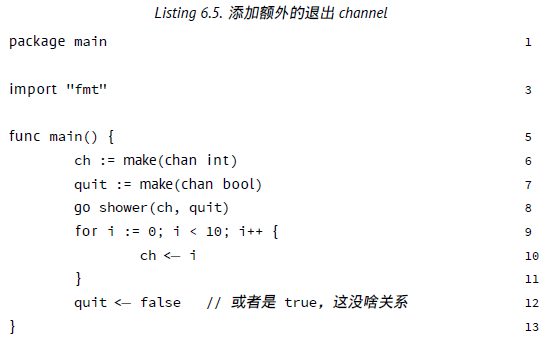 Listing 6.5. 添加额外的退出 channel
package main 1
import "fmt" 3
func main() { 5
ch := make(chan int) 6
quit := make(chan bool) 7
go shower(ch, quit) 8
for i := 0; i < 10; i++ { 9
ch <— i 10
} 11
quit <— false // 或者是 true，这没啥关系 12
} 13